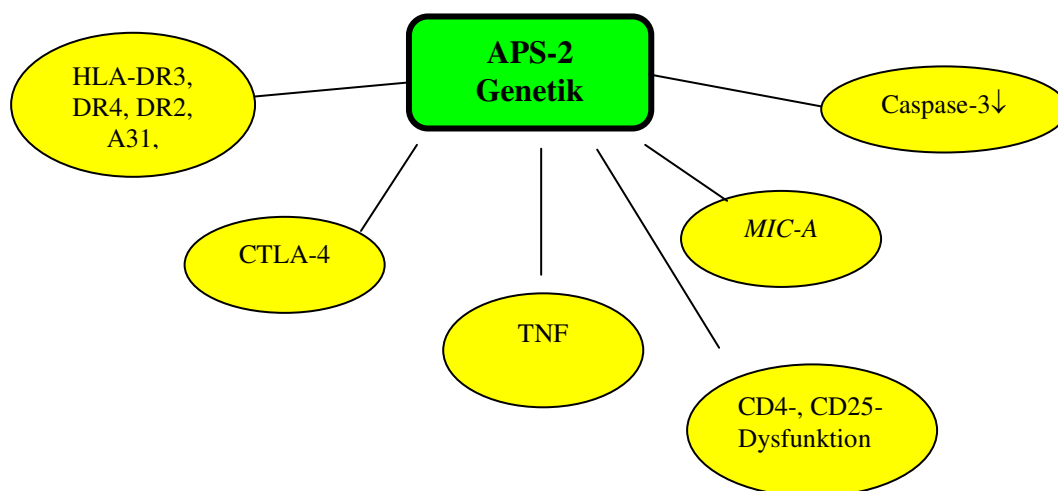 APS-2
Genetik
HLA-DR3,
DR4, DR2,
A31,
Caspase-3↓
MIC-A
CTLA-4
TNF
CD4-, CD25-
Dysfunktion